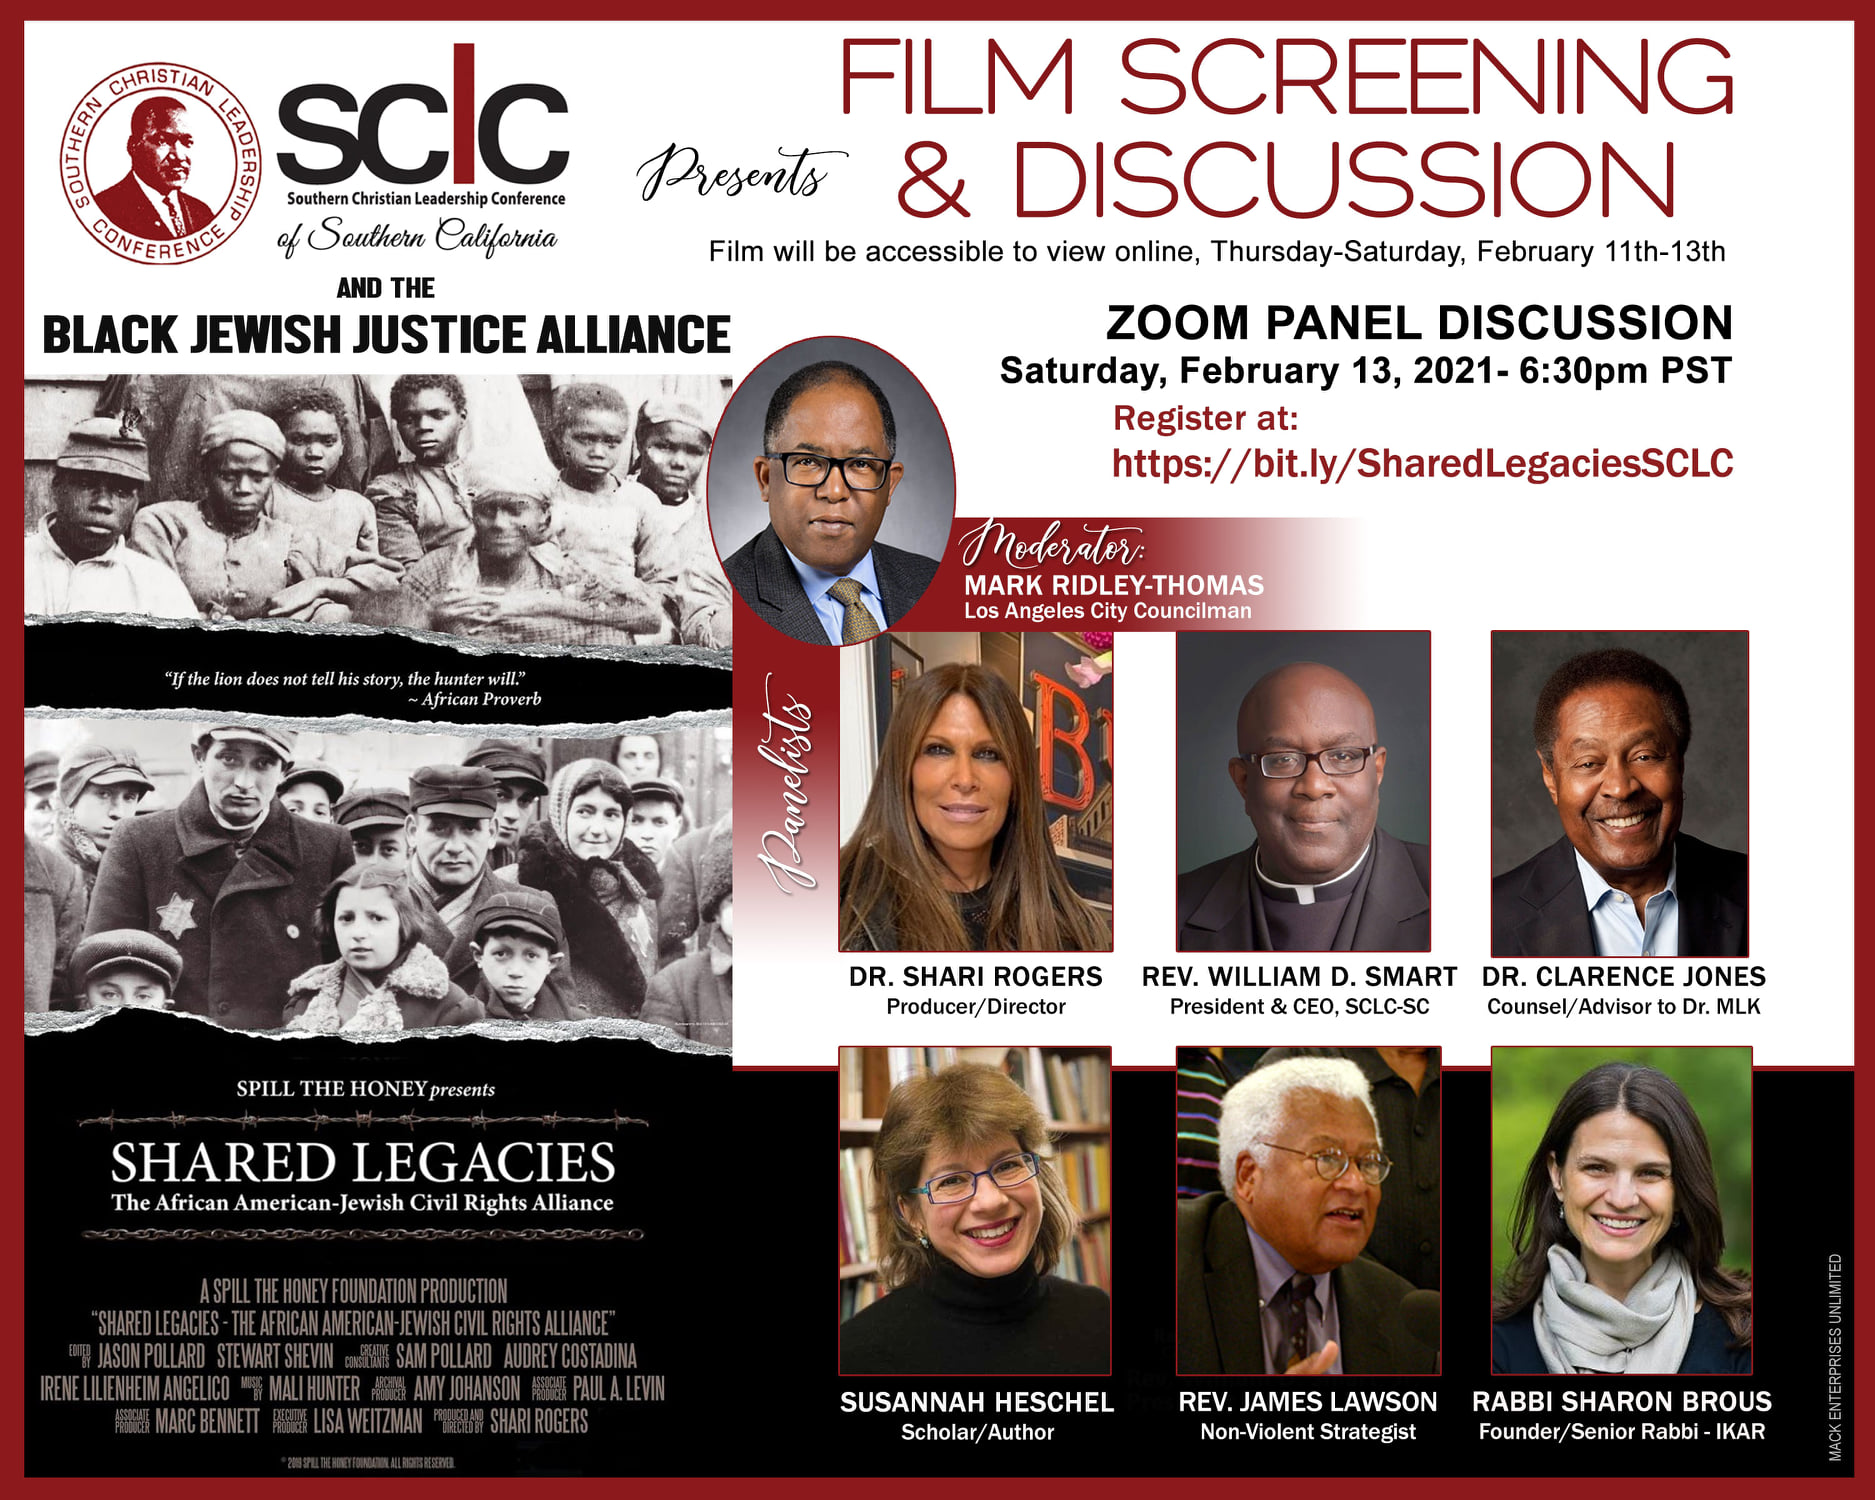 SOUTHERN CHRISTIAN LEADERSHIP CONFERENCE
sclc
Southern Christian Leadership Conference
of Southern California
AND THE
BLACK JEWISH JUSTICE ALLIANCE
Presents
FILM SCREENING
& DISCUSSION
Film will be accessible to view online, Thursday-Saturday, February 11th-13th
ZOOM PANEL DISCUSSION
Saturday, February 13, 2021- 6:30pm PST
Register at:
https://bit.ly/SharedLegaciesSCLC
Moderator:
MARK RIDLEY-THOMAS
Los Angeles City Councilman
"If the lion does not tell his story, the hunter will."
~ African Proverb
Panelists
B
DR. SHARI ROGERS
Producer/Director
REV. WILLIAM D. SMART
President & CEO, SCLC-SC
DR. CLARENCE JONES
Counsel/Advisor to Dr. MLK
SUSANNAH HESCHEL
Scholar/Author
REV. JAMES LAWSON
Non-Violent Strategist
RABBI SHARON BROUS
Founder/Senior Rabbi - IKAR
SPILL THE HONEY presents
SHARED LEGACIES
The African American-Jewish Civil Rights Alliance
A SPILL THE HONEY FOUNDATION PRODUCTION
"SHARED LEGACIES - THE AFRICAN AMERICAN-JEWISH CIVIL RIGHTS ALLIANCE"
EDITED BY JASON POLLARD STEWART SHEVIN CREATIVE CONSULTANTS SAM POLLARD AUDREY COSTADINA
IRENE LILIENHEIM ANGELICO MUSIC BY MALI HUNTER ARCHIVAL PRODUCER AMY JOHANSON ASSOCIATE PRODUCER PAUL A. LEVIN
ASSOCIATE PRODUCER MARC BENNETT EXECUTIVE PRODUCER LISA WEITZMAN PRODUCED AND DIRECTED BY SHARI ROGERS
© 2019 SPILL THE HONEY FOUNDATION. ALL RIGHTS RESERVED.
MACK ENTERPRISES UNLIMITED